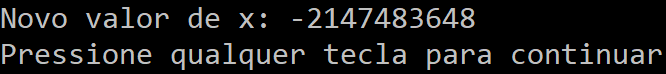 Novo valor de x: -2147483648
Pressione qualquer tecla para continuar